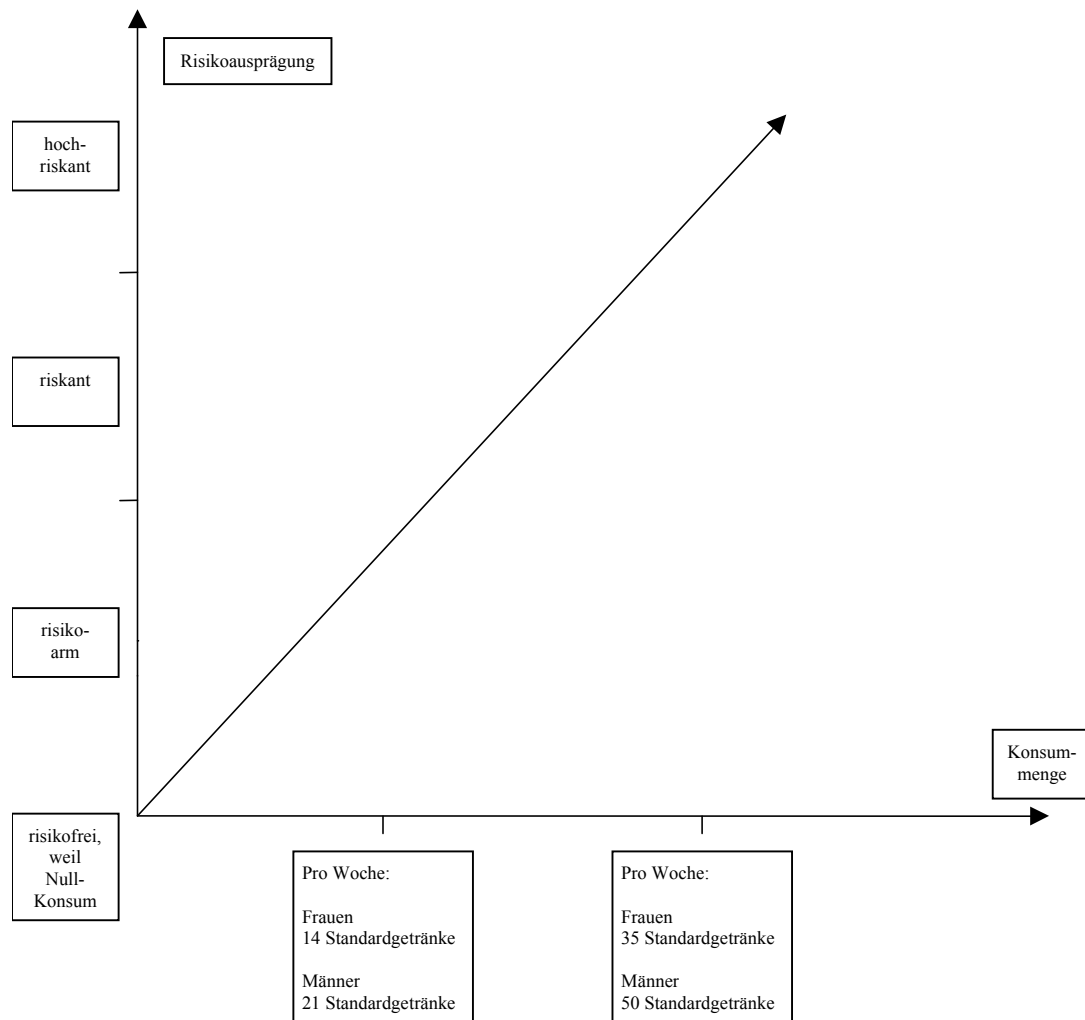 Risikoausprägung
hoch-
riskant
riskant
risiko-
arm
Konsum-
menge
risikofrei,
weil
Null-
Konsum
Pro Woche:
Frauen
14 Standardgetränke
Männer
21 Standardgetränke
Pro Woche:
Frauen
35 Standardgetränke
Männer
50 Standardgetränke